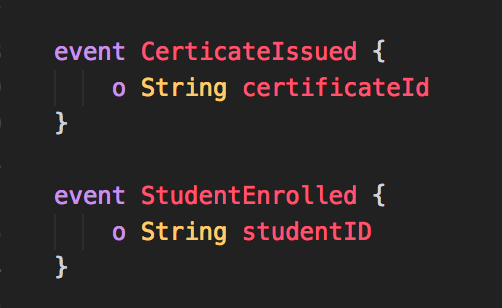 event CerticateIssued {
o String certificateId
}
event StudentEnrolled {
o String studentID
}